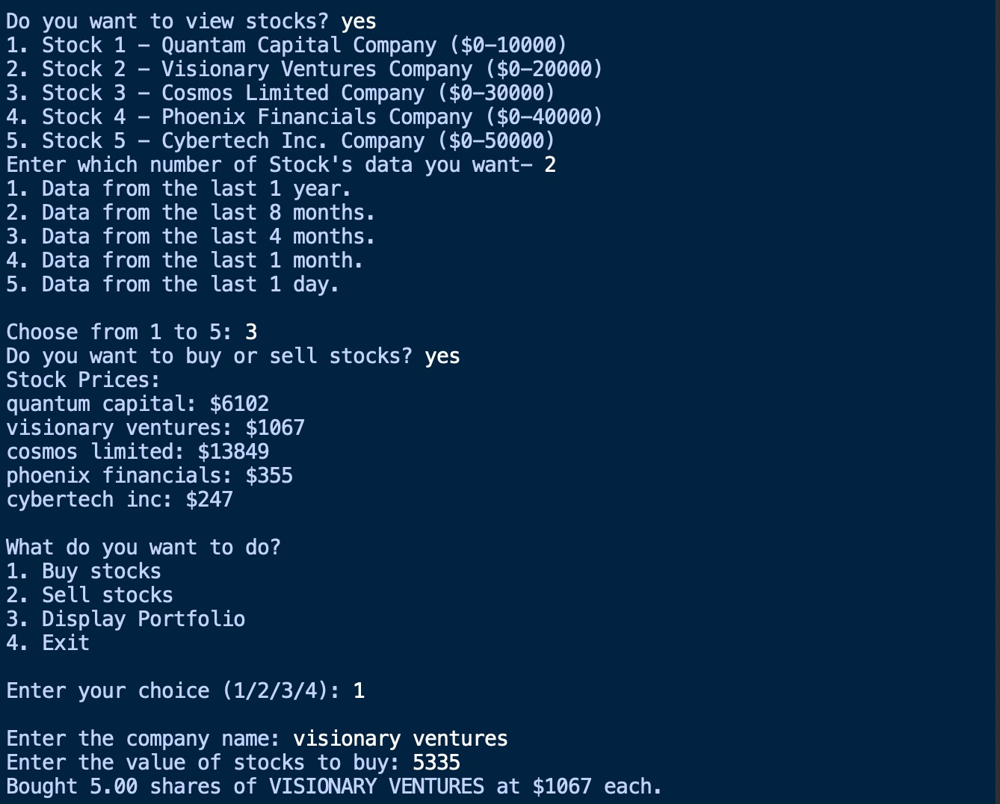 Do you want to view stocks? yes
1. Stock 1 – Quantam Capital Company ($0–10000)
2. Stock 2 – Visionary Ventures Company ($0–20000)
3. Stock 3 – Cosmos Limited Company ($0–30000)
4. Stock 4 – Phoenix Financials Company ($0–40000)
5. Stock 5 – Cybertech Inc. Company ($0–50000)
Enter which number of Stock's data you want– 2
1. Data from the last 1 year.
2. Data from the last 8 months.
3. Data from the last 4 months.
4. Data from the last 1 month.
5. Data from the last 1 day.
Choose from 1 to 5: 3
Do you want to buy or sell stocks? yes
Stock Prices:
quantum capital: $6102
visionary ventures: $1067
cosmos limited: $13849
phoenix financials: $355
cybertech inc: $247
What do you want to do?
1. Buy stocks
2. Sell stocks
3. Display Portfolio
4. Exit
Enter your choice (1/2/3/4): 1
Enter the company name: visionary ventures
Enter the value of stocks to buy: 5335
Bought 5.00 shares of VISIONARY VENTURES at $1067 each.